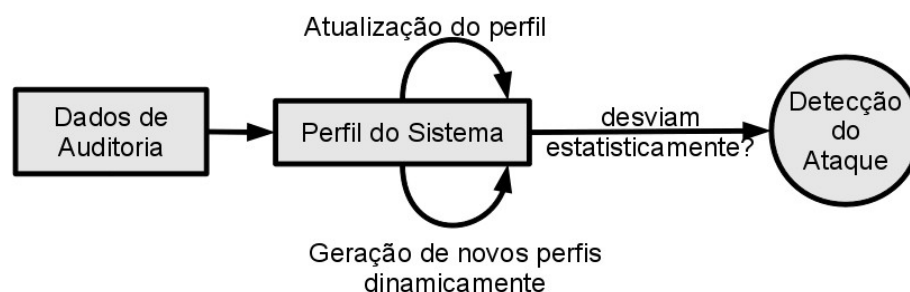 Atualização do perfil
Dados de
Auditoria
Perfil do Sistema
desviam
estatisticamente?
Detecção
do
Ataque
Geração de novos perfis
dinamicamente